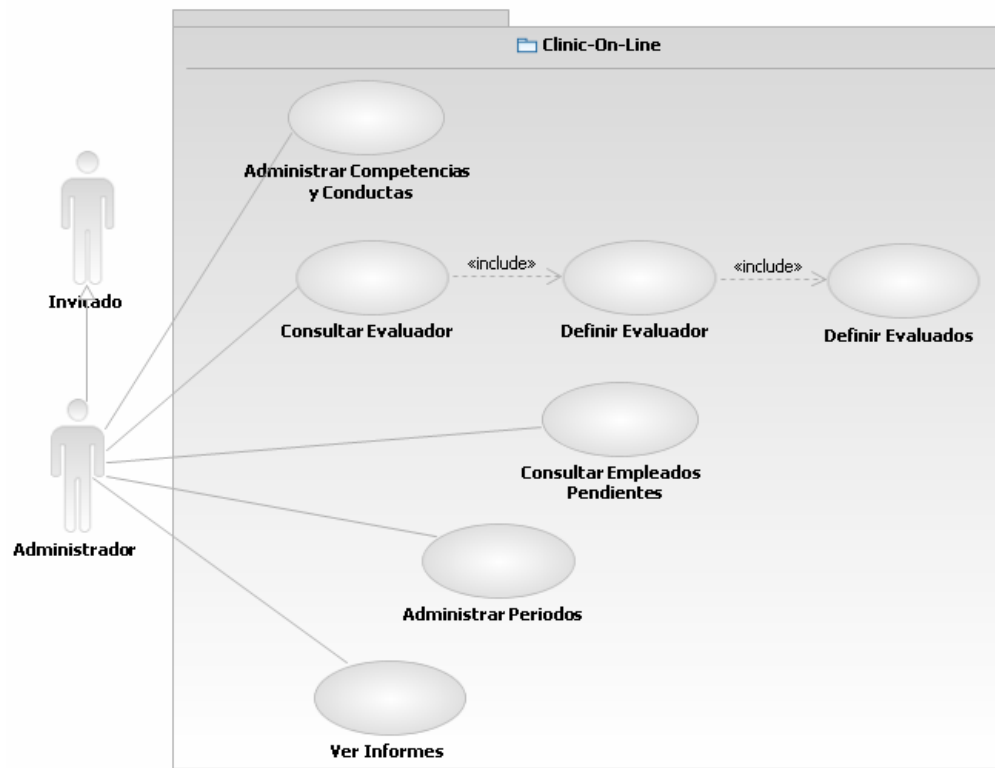 Clinic-On-Line
Administrar Competencias
y Conductas
Invitado
«include»
«include»
Consultar Evaluador
Definir Evaluador
Definir Evaluados
Consultar Empleados
Pendientes
Administrador
Administrar Periodos
Ver Informes